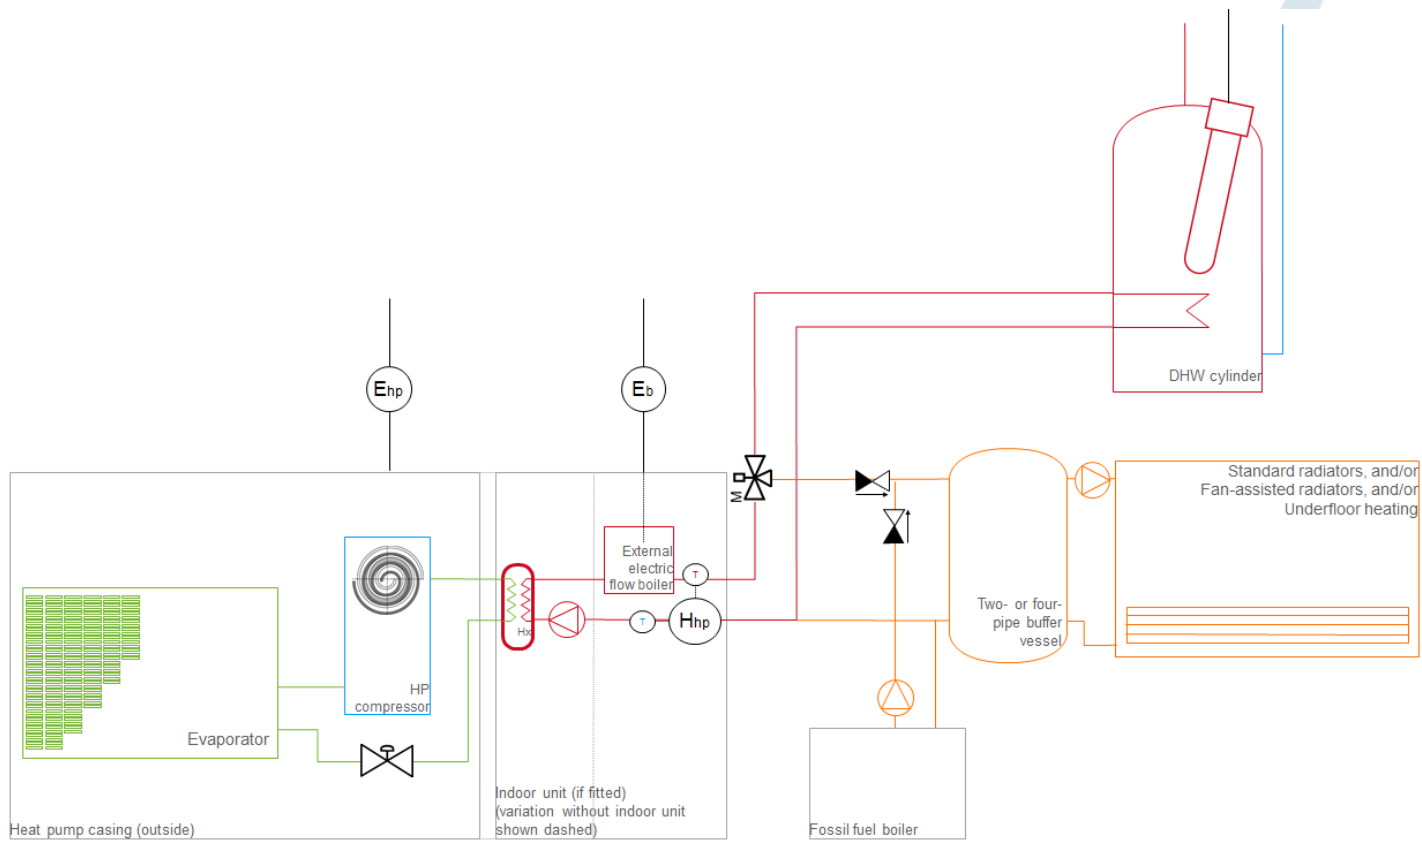 DHW cylinder
Ehp
Eb
M
Standard radiators, and/or
Fan-assisted radiators, and/or
Underfloor heating
External
electric
flow boiler
T
T
Hhp
Hx
Two- or four-
pipe buffer
vessel
HP
compressor
Evaporator
Indoor unit (if fitted)
(variation without indoor unit
shown dashed)
Heat pump casing (outside)
Fossil fuel boiler